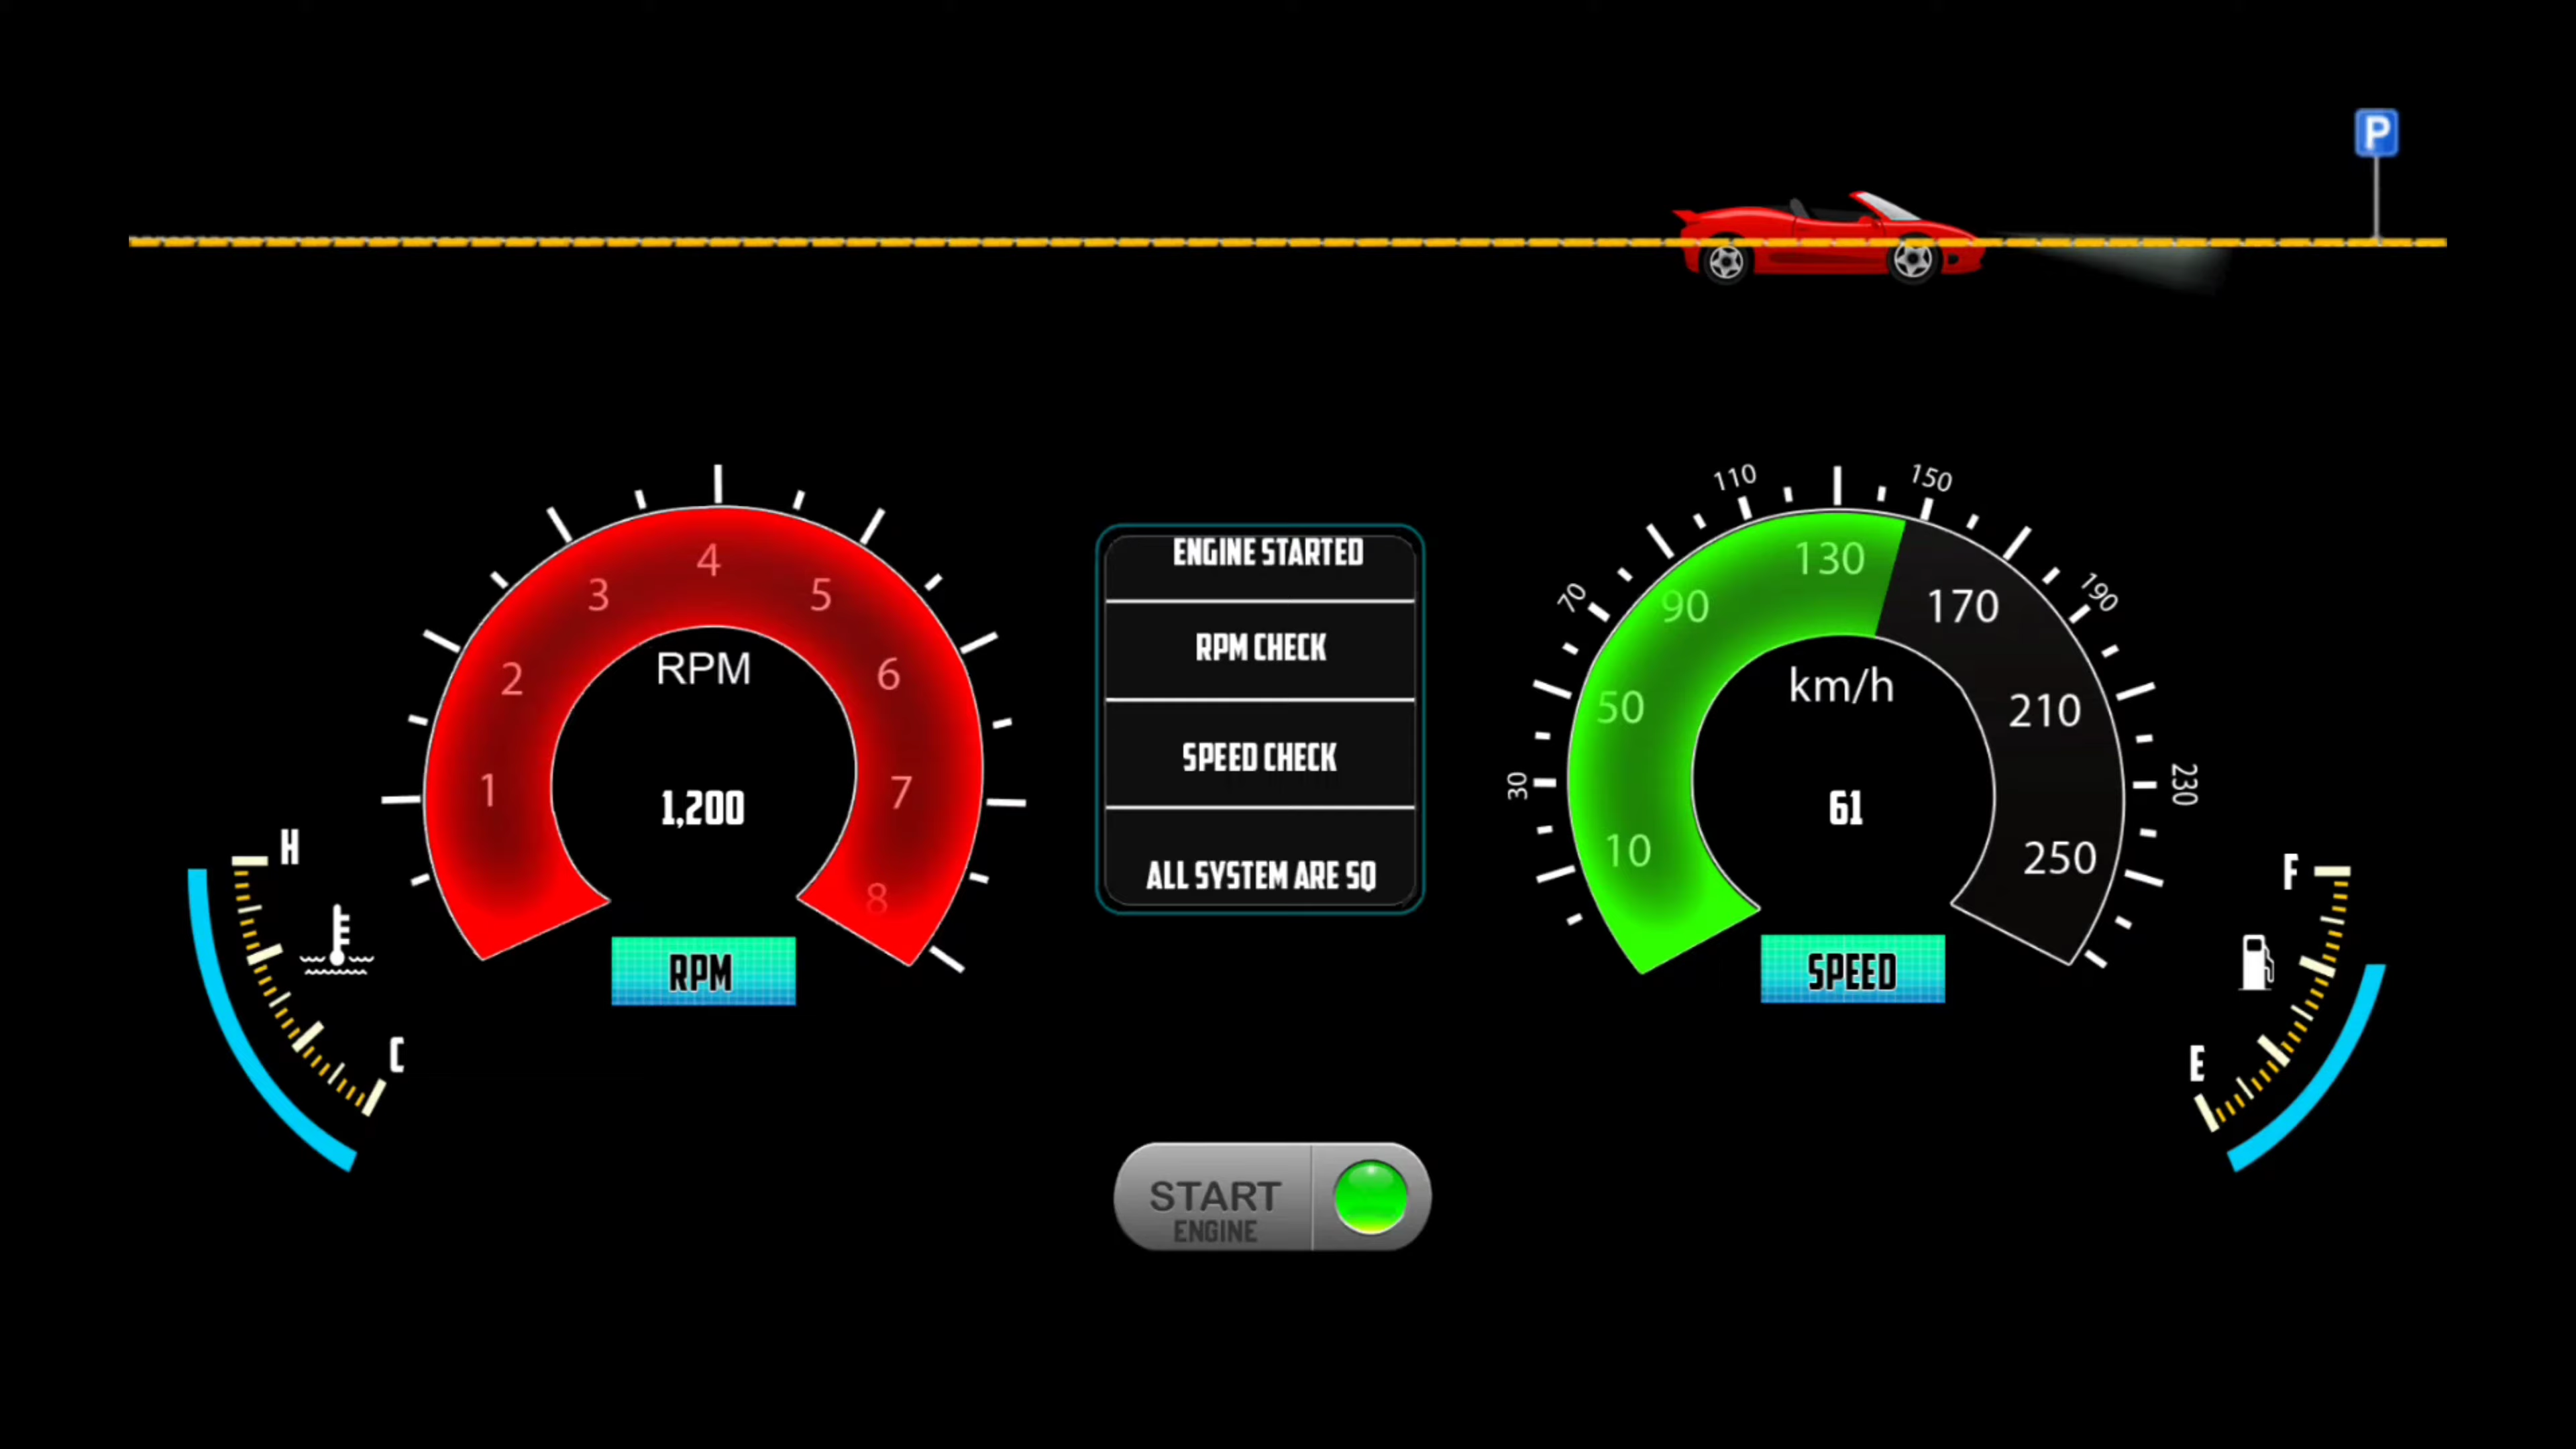 P
110
150
ENGINE STARTED
4
130
3
5
70
90
170
190
RPM CHECK
RPM
2
6
km/h
50
210
SPEED CHECK
30
230
1
7
1,200
61
H
10
250
ALL SYSTEM ARE SQ
F
8
RPM
SPEED
C
E
START
ENGINE